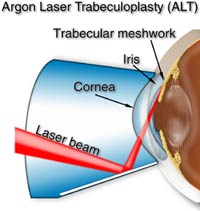 Argon Laser Trabeculoplasty (ALT)
Trabecular meshwork
Iris
Cornea
Laser beam